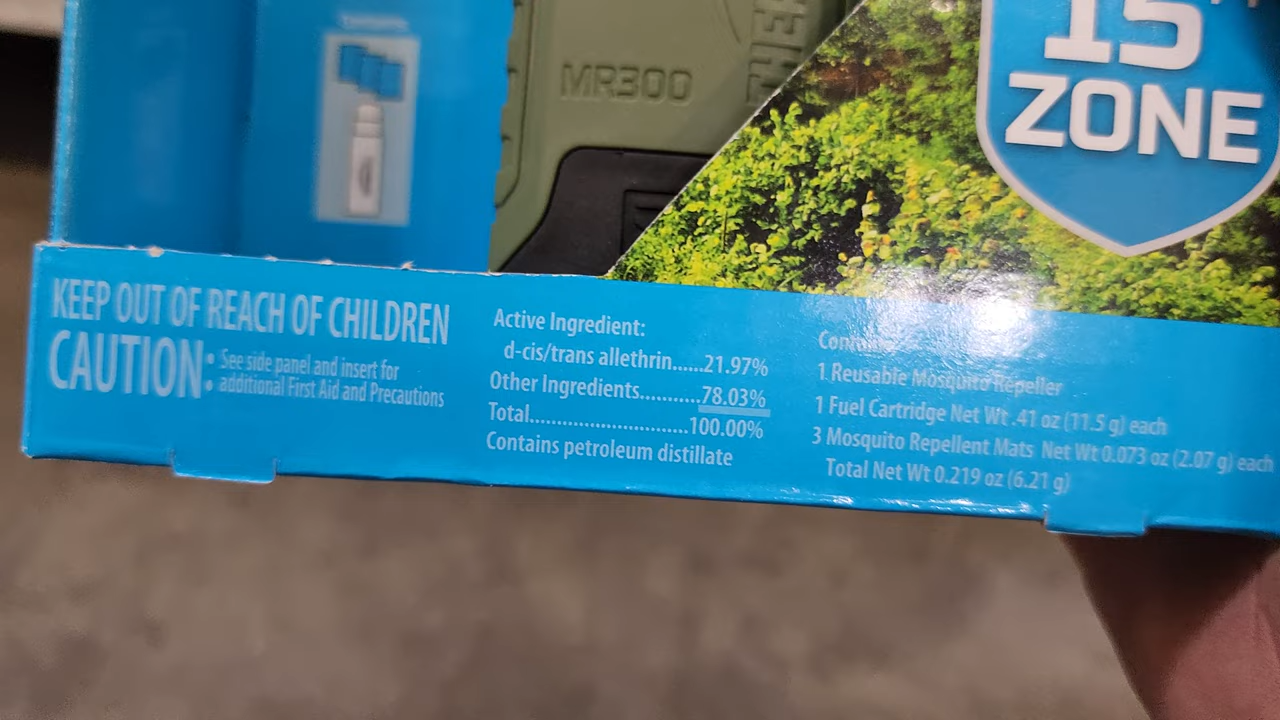 MR300
15'
ZONE
KEEP OUT OF REACH OF CHILDREN
CAUTION: See side panel and insert for
additional First Aid and Precautions
Active Ingredient:
d-cis/trans allethrin......21.97%
Other Ingredients...........78.03%
Total............................100.00%
Contains petroleum distillate
1 Reusable Mosquito Repeller
1 Fuel Cartridge Net Wt .41 oz (11.5 g) each
3 Mosquito Repellent Mats Net Wt 0.073 oz (2.07 g) each
Total Net Wt 0.219 oz (6.21 g)